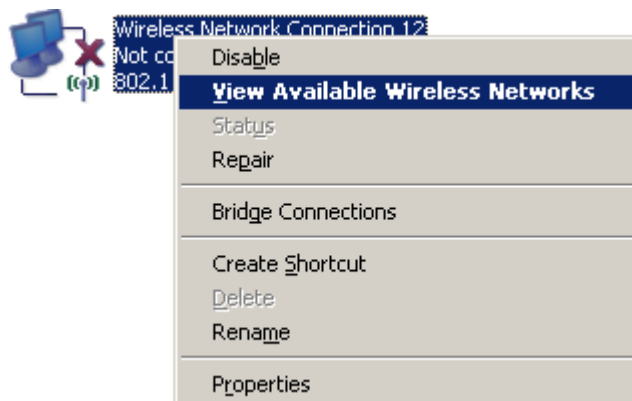 Wireless Network Connection 12
Not co
802.1
Disable
View Available Wireless Networks
Status
Repair
Bridge Connections
Create Shortcut
Delete
Rename
Properties